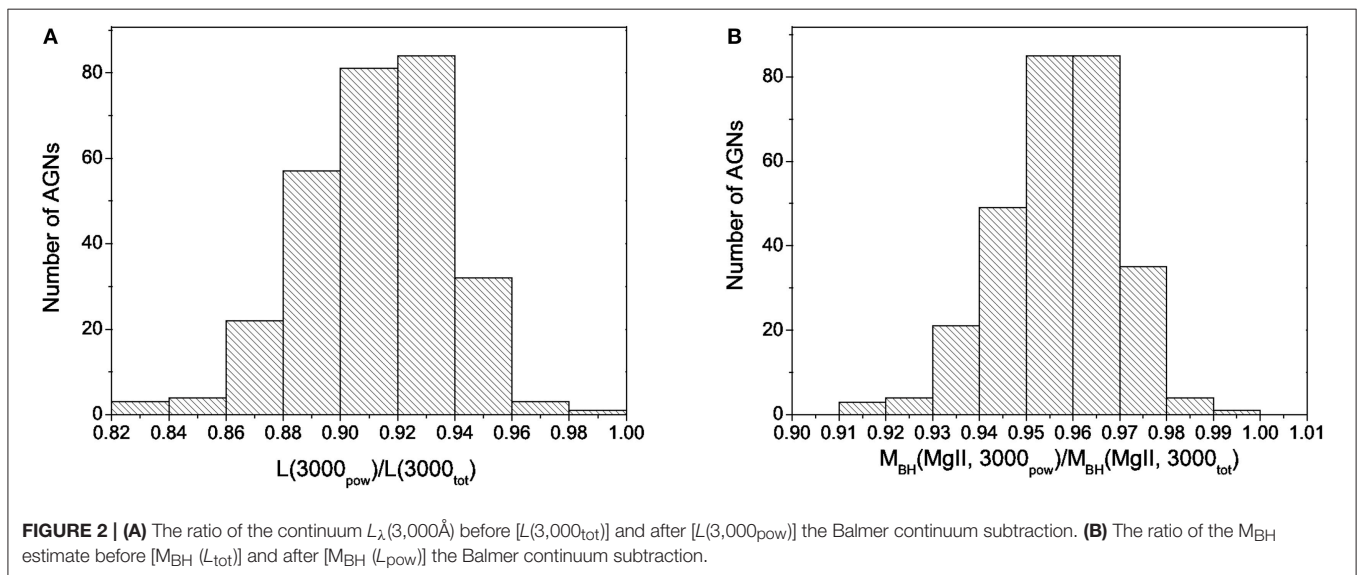 A
Number of AGNs
80
60
40
20
0
0.82 0.84 0.86 0.88 0.90 0.92 0.94 0.96 0.98 1.00
L(3000pow)/L(3000tot)
B
Number of AGNs
80
60
40
20
0
0.90 0.91 0.92 0.93 0.94 0.95 0.96 0.97 0.98 0.99 1.00 1.01
MBH(MgII, 3000pow)/MBH(MgII, 3000tot)
FIGURE 2 | (A) The ratio of the continuum Lλ(3,000Å) before [L(3,000tot)] and after [L(3,000pow)] the Balmer continuum subtraction. (B) The ratio of the MBH
estimate before [MBH (Ltot)] and after [MBH (Lpow)] the Balmer continuum subtraction.